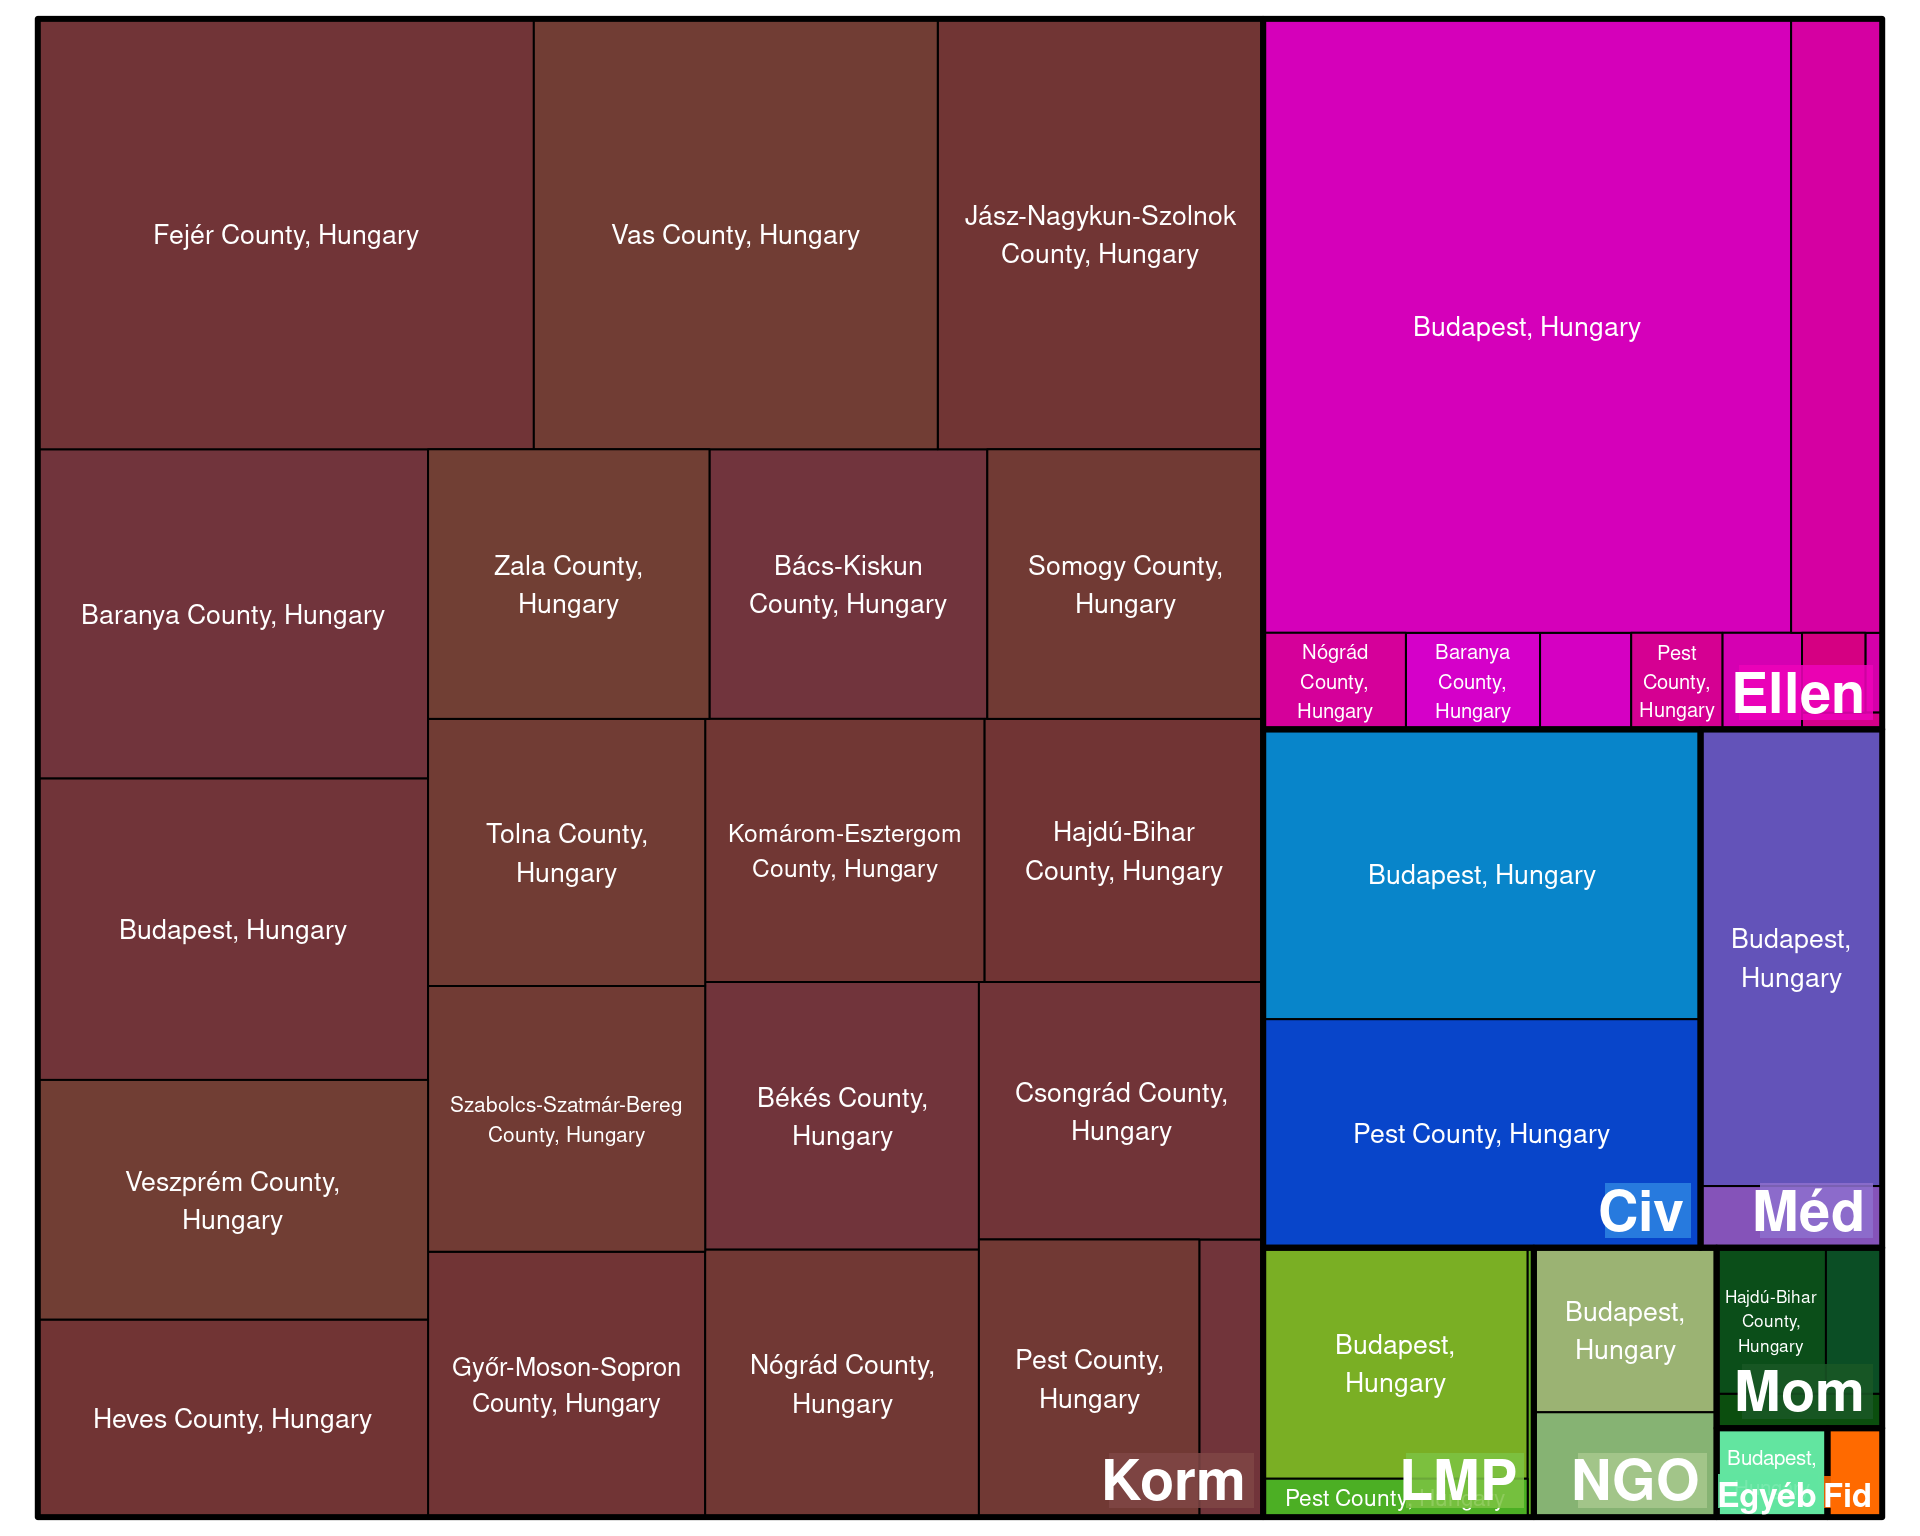 Fejér County, Hungary
Vas County, Hungary
Jász-Nagykun-Szolnok
County, Hungary
Baranya County, Hungary
Zala County,
Hungary
Bács-Kiskun
County, Hungary
Somogy County,
Hungary
Budapest, Hungary
Tolna County,
Hungary
Komárom-Esztergom
County, Hungary
Hajdú-Bihar
County, Hungary
Veszprém County,
Hungary
Szabolcs-Szatmár-Bereg
County, Hungary
Békés County,
Hungary
Csongrád County,
Hungary
Heves County, Hungary
Győr-Moson-Sopron
County, Hungary
Nógrád County,
Hungary
Pest County,
Hungary
Korm
Budapest, Hungary
Nógrád
County,
Hungary
Baranya
County,
Hungary
Pest
County,
Hungary
Ellen
Budapest, Hungary
Pest County, Hungary
Civ
Budapest,
Hungary
Méd
Budapest,
Hungary
Pest County, Hungary
LMP
Budapest,
Hungary
NGO
Hajdú-Bihar
County,
Hungary
Mom
Budapest,
Egyéb
Fid